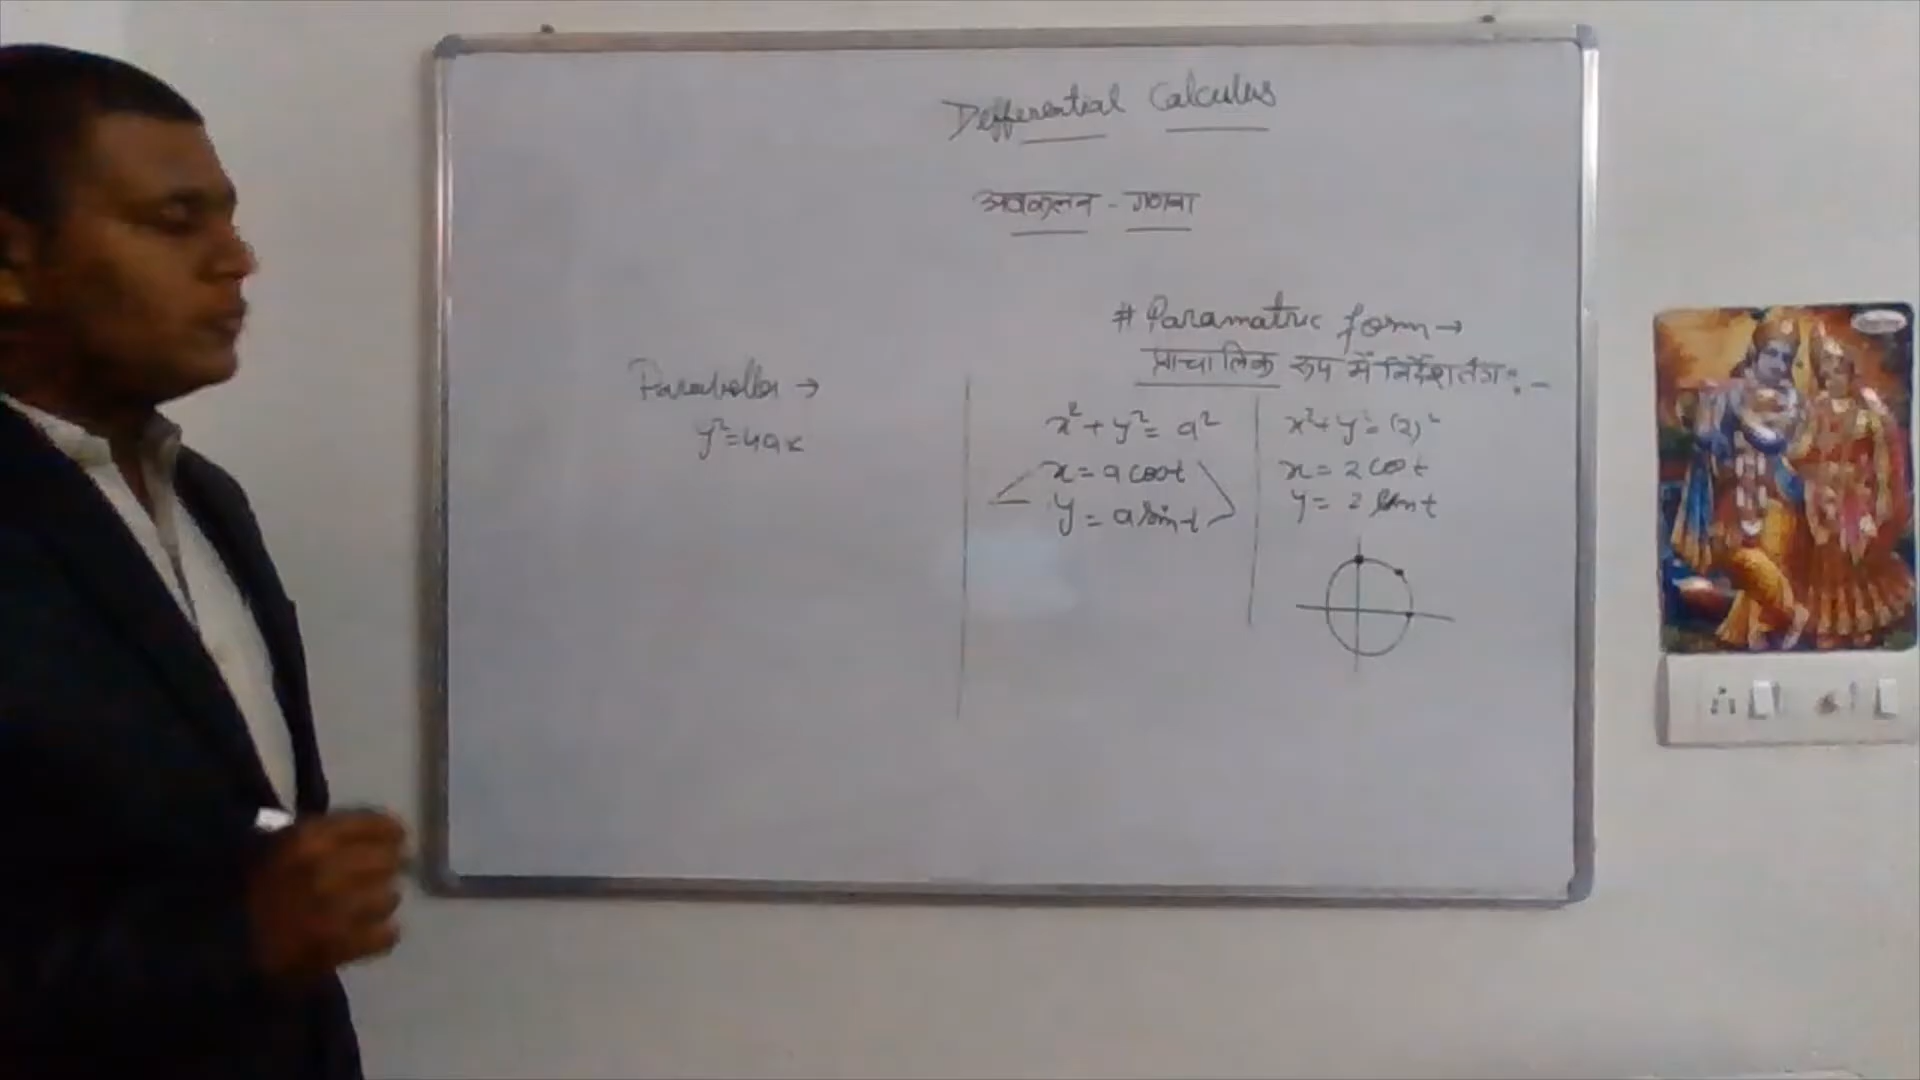 Defferential Calculus
अवकलन - गणना
# Paramatric form →
प्राचालिक रूप में निर्देशतंग :-
Parabolla →
y² = 4ax
x² + y² = a²
x = a cos t
y = a sin t
x² + y² = (2)²
x = 2 cos t
y = 2 sin t